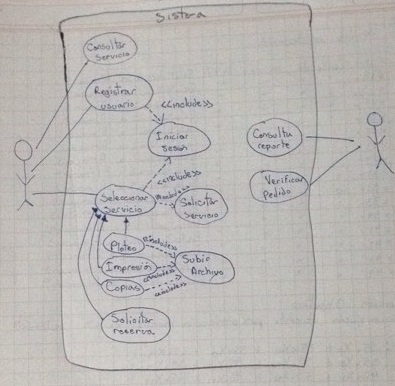 Sistema
Consultar
Servicio
Registrar
usuario
<<include>>
Iniciar
sesion
Consulta
reporte
<<include>>
Verificar
Pedido
Seleccionar
Servicio
<<include>>
Solicitar
Servicio
Ploteo
<<include>>
Impresión
<<include>>
Subir
Archivo
Copias
<<include>>
Solicitar
reserva